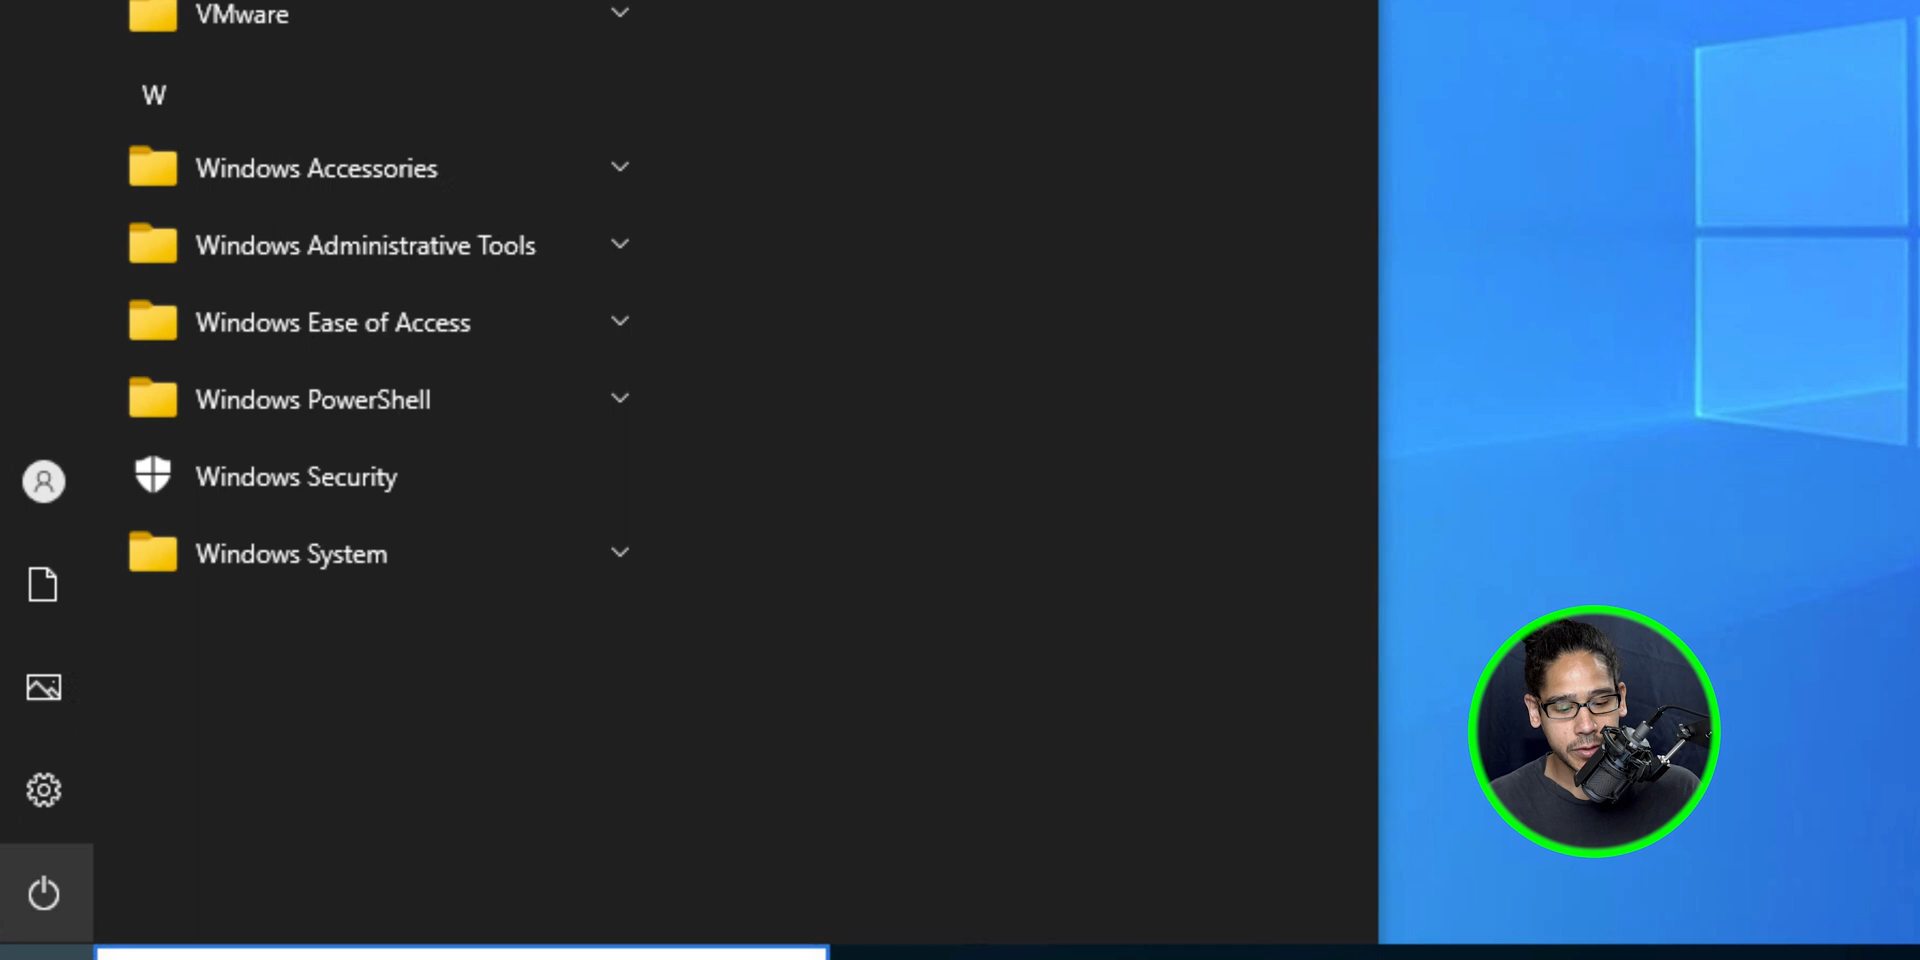 VMware
W
Windows Accessories
Windows Administrative Tools
Windows Ease of Access
Windows PowerShell
Windows Security
Windows System